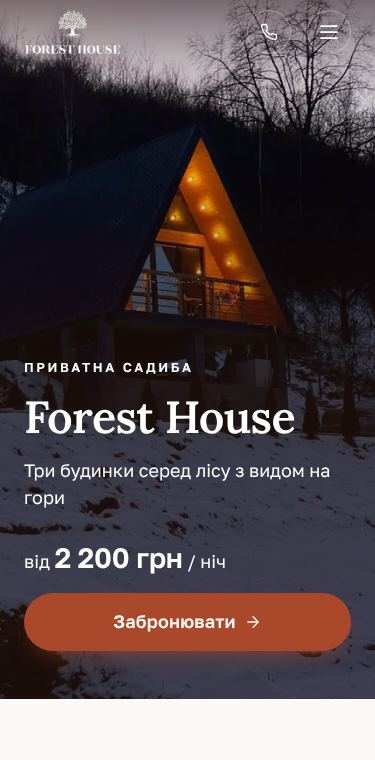 FOREST HOUSE
ПРИВАТНА САДИБА
Forest House
Три будинки серед лісу з видом на
гори
від 2 200 грн / ніч
Забронювати →